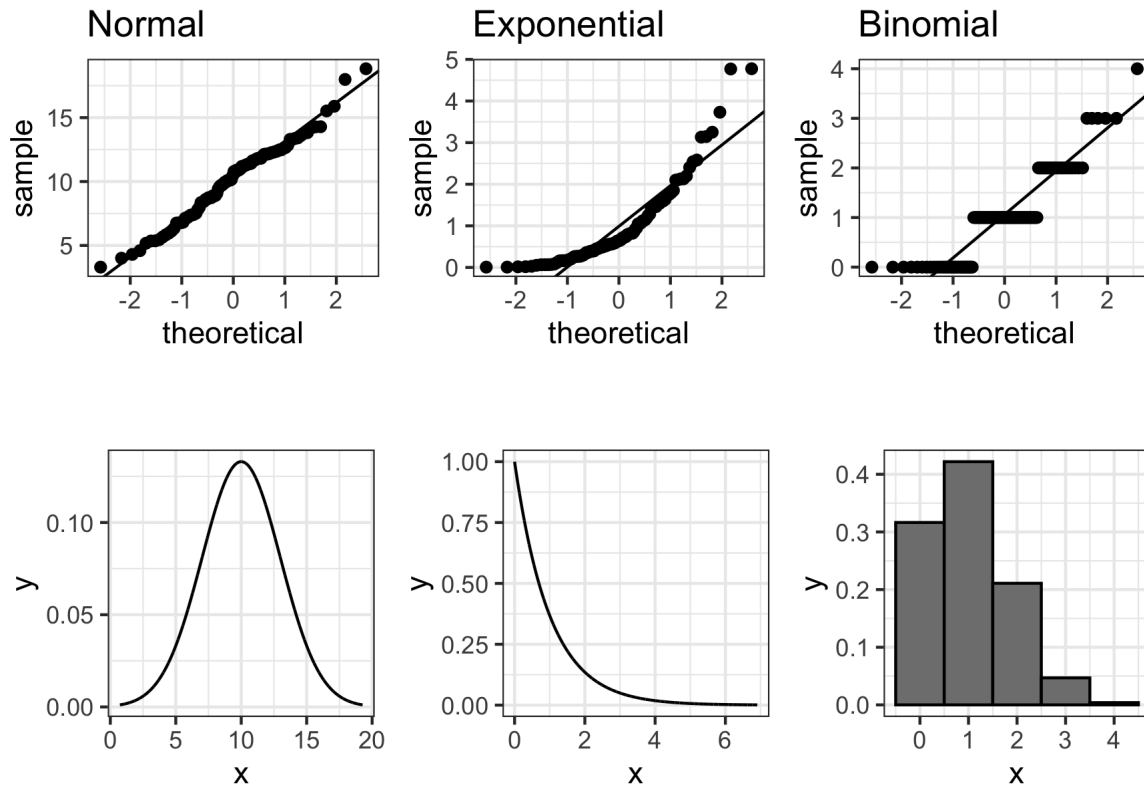 Normal
Exponential
Binomial
sample
15
10
5
-2 -1 0 1 2
theoretical
sample
5
4
3
2
1
0
-2 -1 0 1 2
theoretical
sample
4
3
2
1
0
-2 -1 0 1 2
theoretical
y
0.10
0.05
0.00
0 5 10 15 20
x
y
1.00
0.75
0.50
0.25
0.00
0 2 4 6
x
y
0.4
0.3
0.2
0.1
0.0
0 1 2 3 4
x